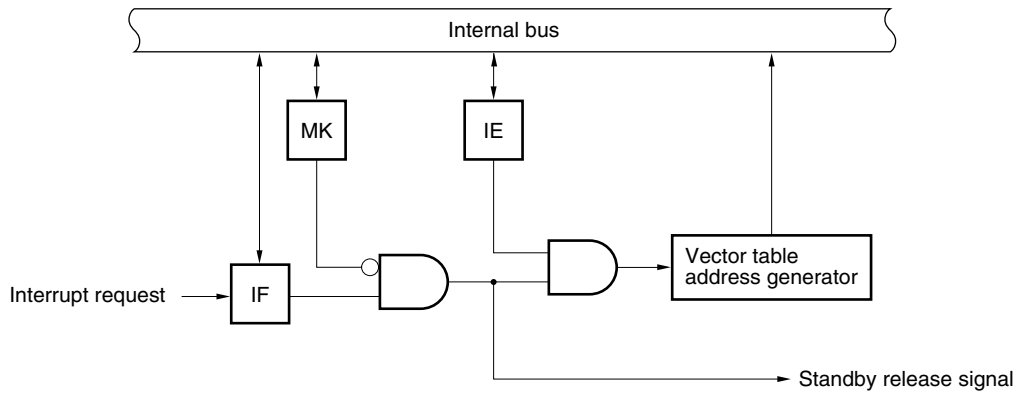 Internal bus
MK
IE
Vector table
address generator
Interrupt request
IF
Standby release signal